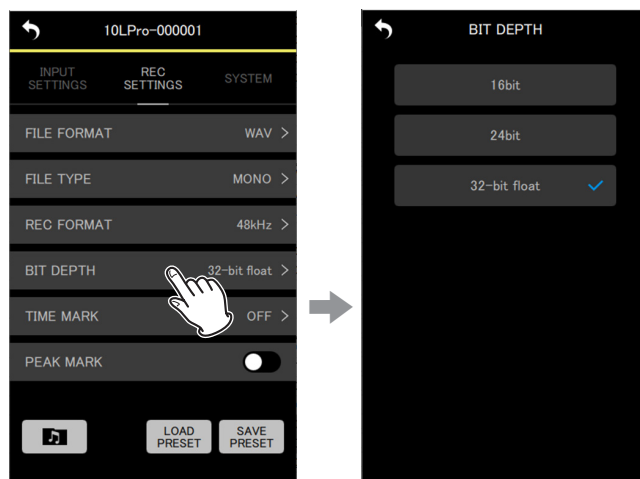 10LPro-000001
INPUT
SETTINGS
REC
SETTINGS
SYSTEM
FILE FORMAT WAV >
FILE TYPE MONO >
REC FORMAT 48kHz >
BIT DEPTH 32-bit float >
TIME MARK OFF >
PEAK MARK
LOAD
PRESET
SAVE
PRESET
BIT DEPTH
16bit
24bit
32-bit float